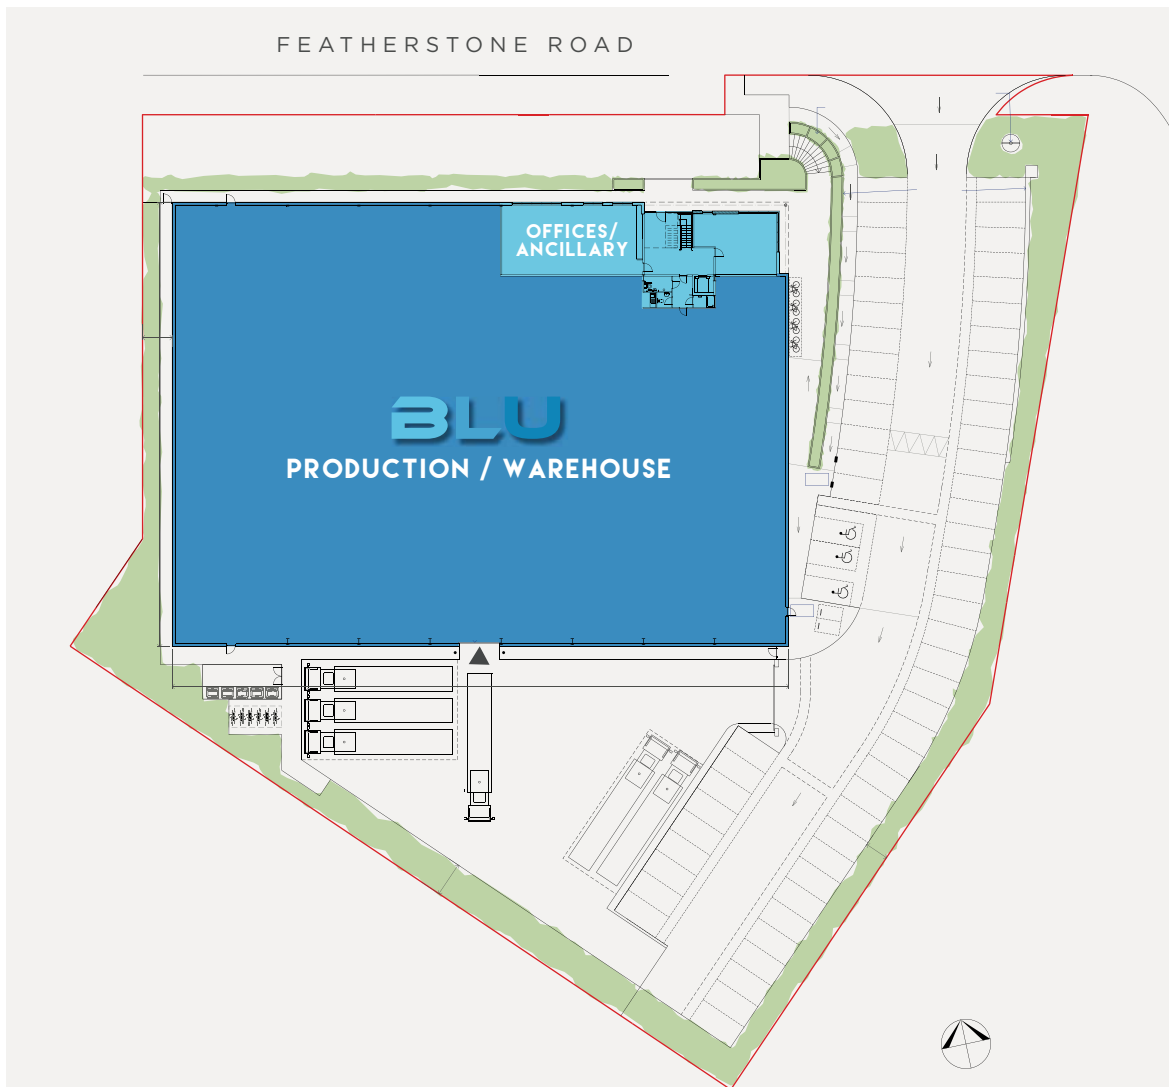 FEATHERSTONE ROAD
OFFICES/
ANCILLARY
BLU
PRODUCTION / WAREHOUSE